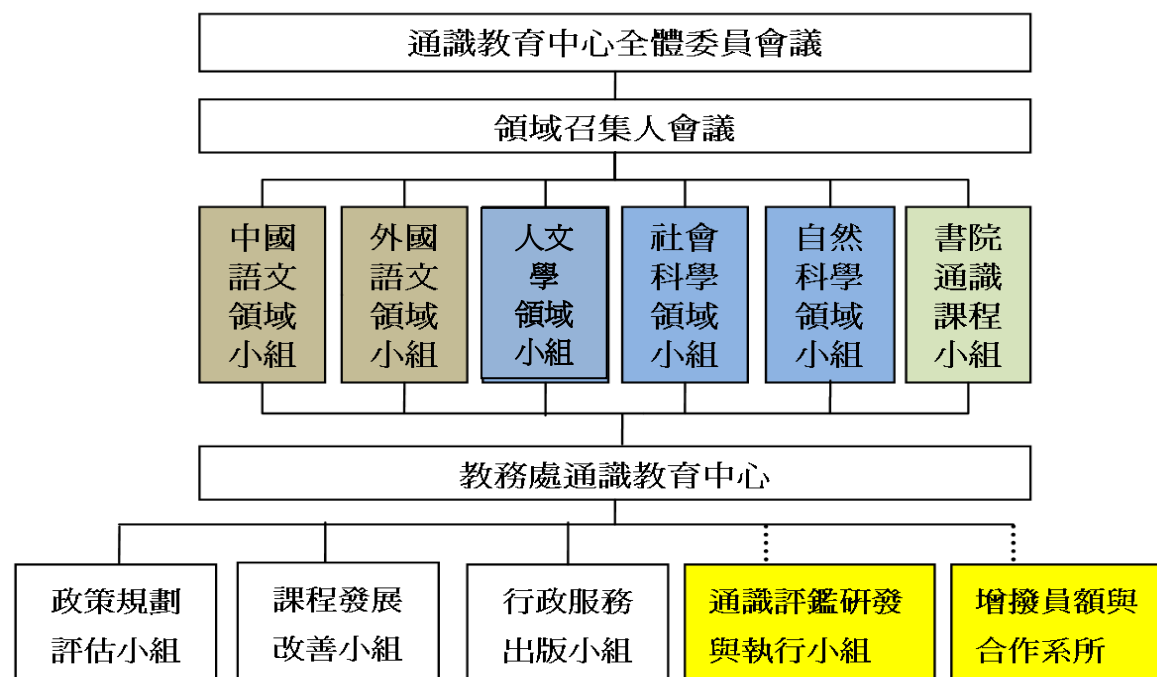 通識教育中心全體委員會議
領域召集人會議
中國
語文
領域
小組
外國
語文
領域
小組
人文
學
領域
小組
社會
科學
領域
小組
自然
科學
領域
小組
書院
通識
課程
小組
教務處通識教育中心
政策規劃
評估小組
課程發展
改善小組
行政服務
出版小組
通識評鑑研發
與執行小組
增撥員額與
合作系所